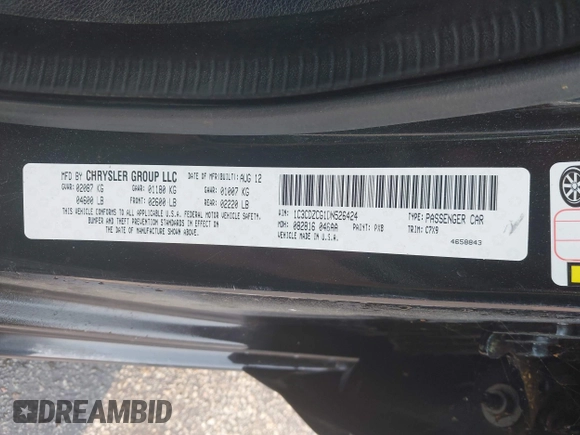 MFD BY CHRYSLER GROUP LLC DATE OF MFR(BUILT):AUG 12
GVWR: 02087 KG GAWR: 01180 KG GAWR: 01007 KG
04600 LB FRONT: 02600 LB REAR: 02220 LB
THIS VEHICLE CONFORMS TO ALL APPLICABLE U.S.A. FEDERAL MOTOR VEHICLE SAFETY,
BUMPER AND THEFT PREVENTION STANDARDS IN EFFECT ON
THE DATE OF MANUFACTURE SHOWN ABOVE.
TYPE: PASSENGER CAR
MDH: 082816 046AA PAINT: PXB TRIM: C7X9
VEHICLE MADE IN U.S.A.
4658843
DREAMBID